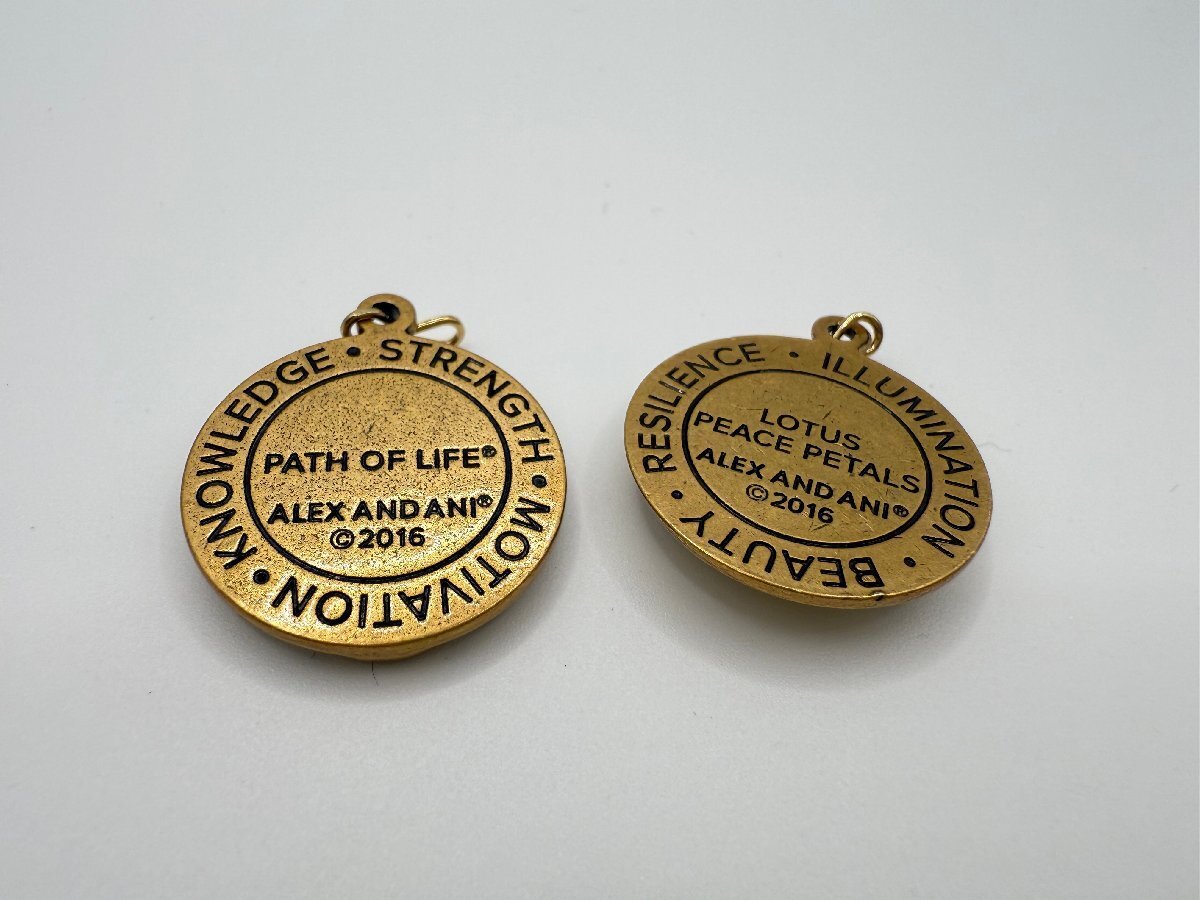 KNOWLEDGE • STRENGTH • MOTIVATION •
PATH OF LIFE®
ALEX AND ANI®
©2016
RESILIENCE • ILLUMINATION • BEAUTY •
LOTUS
PEACE PETALS
ALEX AND ANI®
©2016